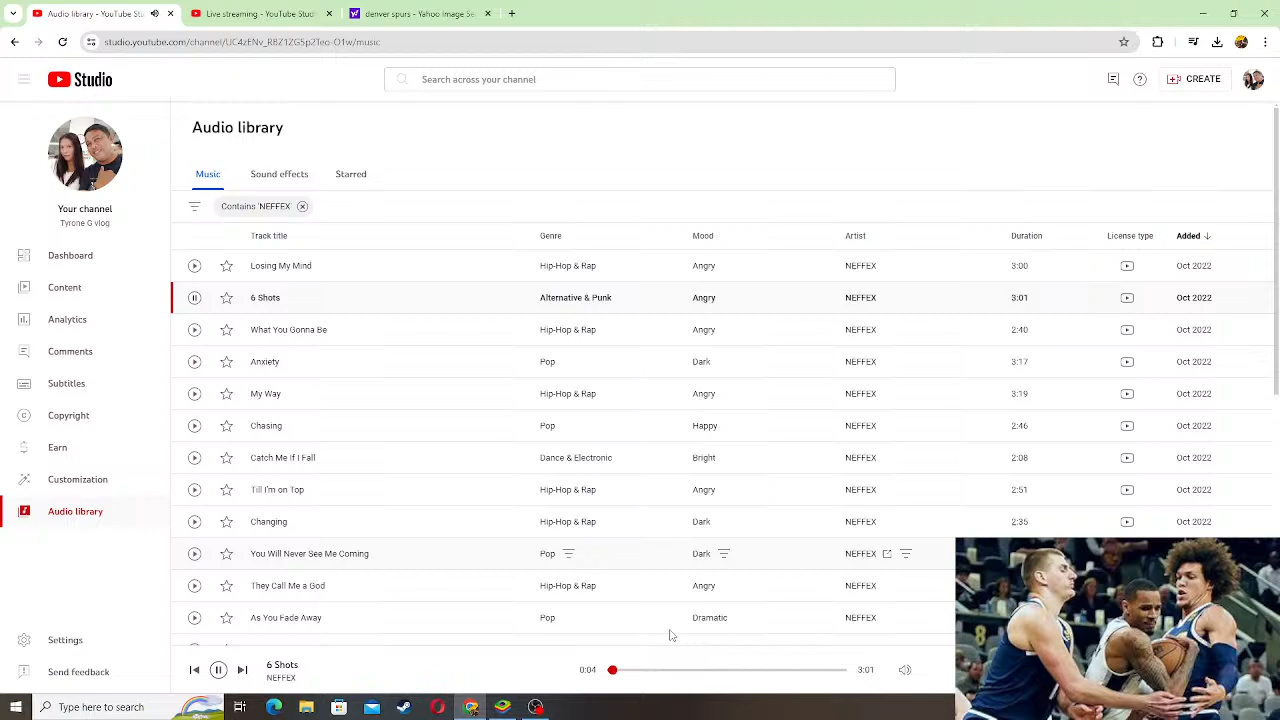 Audio library - YouTube St
Live streaming - YouTube Studio
denver spurs - Yahoo Image Se
studio.youtube.com/channel/UC4zENv_R8Z1ZG5p2Teo-O1w/music
Studio
Search across your channel
CREATE
Your channel
Tyrone G vlog
Dashboard
Content
Analytics
Comments
Subtitles
Copyright
Earn
Customization
Audio library
Settings
Send feedback
Audio library
Music Sound effects Starred
Contains 'NEFFEX'
Track title Genre Mood Artist Duration License type Added
Losing My Mind Hip-Hop & Rap Angry NEFFEX 3:00 Oct 2022
6 Shots Alternative & Punk Angry NEFFEX 3:01 Oct 2022
What You Gonna Be Hip-Hop & Rap Angry NEFFEX 2:40 Oct 2022
Anxiety Pop Dark NEFFEX 3:17 Oct 2022
My Way Hip-Hop & Rap Angry NEFFEX 3:19 Oct 2022
Chasing Pop Happy NEFFEX 2:46 Oct 2022
Catch Me If I Fall Dance & Electronic Bright NEFFEX 2:08 Oct 2022
Till I'm on Top Hip-Hop & Rap Angry NEFFEX 2:51 Oct 2022
Changing Hip-Hop & Rap Dark NEFFEX 2:35 Oct 2022
You Will Never See Me Coming Pop Dark NEFFEX
They Call Me a God Hip-Hop & Rap Angry NEFFEX
As You Fade Away Pop Dramatic NEFFEX
6 Shots
NEFFEX
0:04
3:01
Type here to search